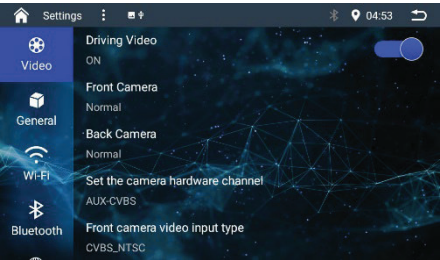 Settings
04:53
Video
General
Wi-Fi
Bluetooth
Driving Video
ON
Front Camera
Normal
Back Camera
Normal
Set the camera hardware channel
AUX-CVBS
Front camera video input type
CVBS_NTSC